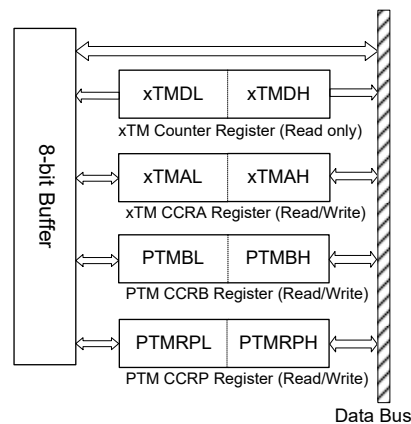 8-bit Buffer
xTMDL xTMDH
xTM Counter Register (Read only)
xTMAL xTMAH
xTM CCRA Register (Read/Write)
PTMBL PTMBH
PTM CCRB Register (Read/Write)
PTMRPL PTMRPH
PTM CCRP Register (Read/Write)
Data Bus